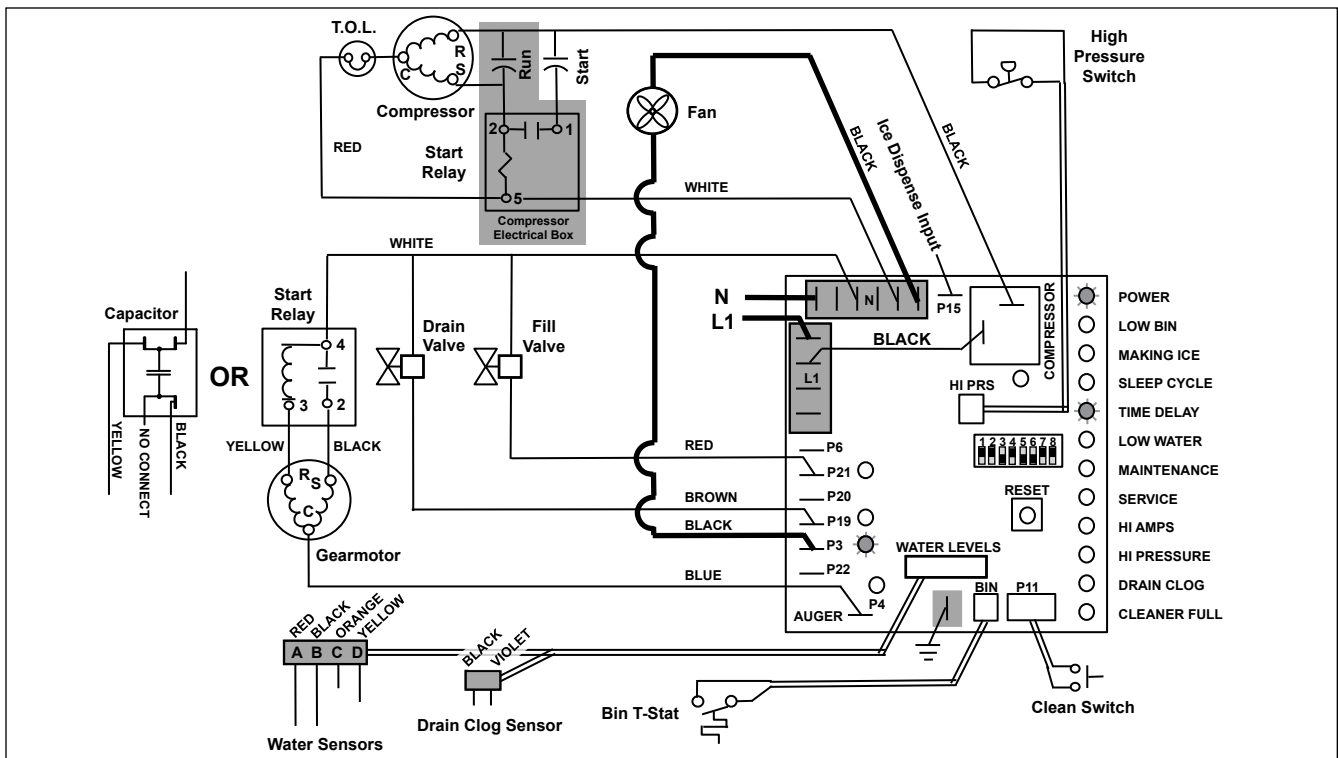 T.O.L.
R
S
C
Compressor
Run
Start
2
1
5
Start
Relay
Compressor
Electrical Box
RED
WHITE
Fan
BLACK
Ice Dispense Input
BLACK
High
Pressure
Switch
WHITE
Capacitor
YELLOW
NO CONNECT
BLACK
OR
Start
Relay
4
3
2
YELLOW
BLACK
R
S
C
Gearmotor
Drain
Valve
Fill
Valve
N
L1
N
P15
L1
BLACK
COMPRESSOR
HI PRS
1 2 3 4 5 6 7 8
RESET
P6
RED
P21
P20
BROWN
P19
BLACK
P3
P22
BLUE
P4
AUGER
WATER LEVELS
BIN
P11
POWER
LOW BIN
MAKING ICE
SLEEP CYCLE
TIME DELAY
LOW WATER
MAINTENANCE
SERVICE
HI AMPS
HI PRESSURE
DRAIN CLOG
CLEANER FULL
RED
BLACK
ORANGE
YELLOW
A B C D
Water Sensors
BLACK
VIOLET
Drain Clog Sensor
Bin T-Stat
Clean Switch